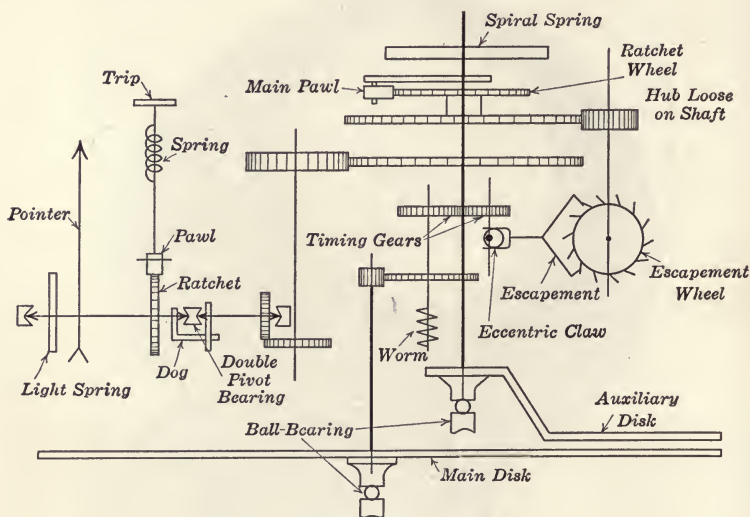 Spiral Spring
Ratchet
Wheel
Trip
Main Pawl
Hub Loose
on Shaft
Spring
Pointer
Pawl
Timing Gears
Ratchet
Escapement
Escapement
Wheel
Eccentric Claw
Worm
Dog
Double
Pivot
Bearing
Light Spring
Auxiliary
Disk
Ball-Bearing
Main Disk